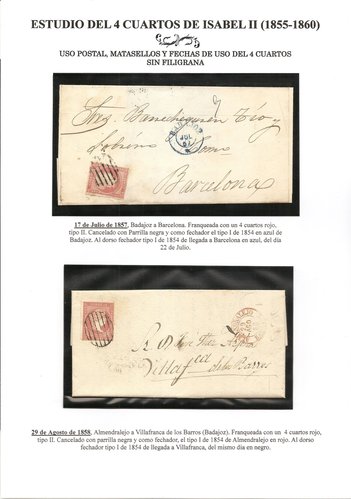 ESTUDIO DEL 4 CUARTOS DE ISABEL II (1855-1860)
USO POSTAL, MATASELLOS Y FECHAS DE USO DEL 4 CUARTOS
SIN FILIGRANA
Barcelona
17 de Julio de 1857, Badajoz a Barcelona. Franqueada con un 4 cuartos rojo,
tipo II. Cancelado con Parrilla negra y como fechador el tipo I de 1854 en azul de
Badajoz. Al dorso fechador tipo I de 1854 de llegada a Barcelona en azul, del día
22 de Julio.
Villafca delos Barros
29 de Agosto de 1858, Almendralejo a Villafranca de los Barros (Badajoz). Franqueada con un 4 cuartos rojo,
tipo II. Cancelado con parrilla negra y como fechador, el tipo I de 1854 de Almendralejo en rojo. Al dorso
fechador tipo I de 1854 de llegada a Villafranca, del mismo día en negro.